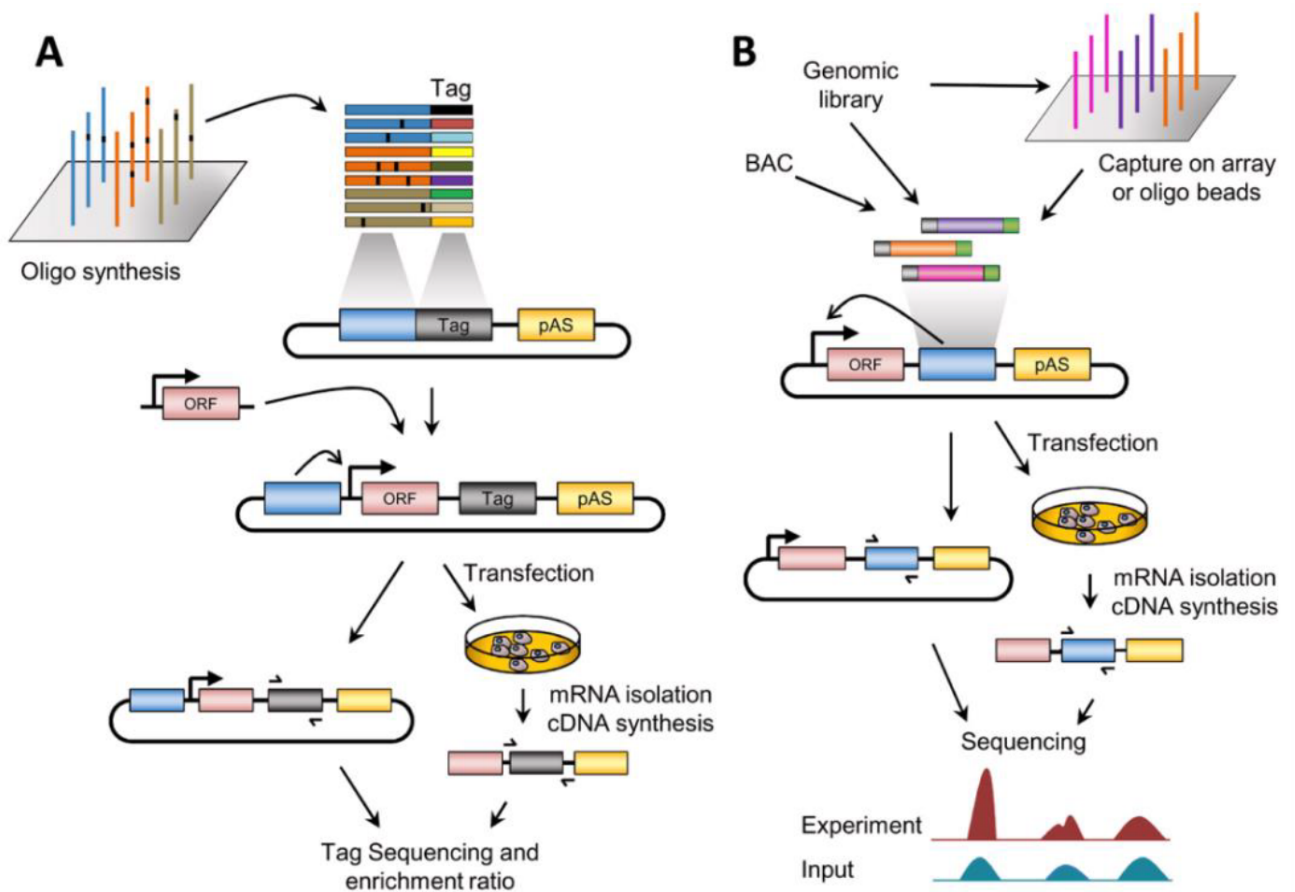 A
Tag
Oligo synthesis
Tag
pAS
ORF
ORF
Tag
pAS
Transfection
mRNA isolation
cDNA synthesis
Tag Sequencing and
enrichment ratio
B
Genomic
library
BAC
Capture on array
or oligo beads
ORF
pAS
Transfection
mRNA isolation
cDNA synthesis
Sequencing
Experiment
Input